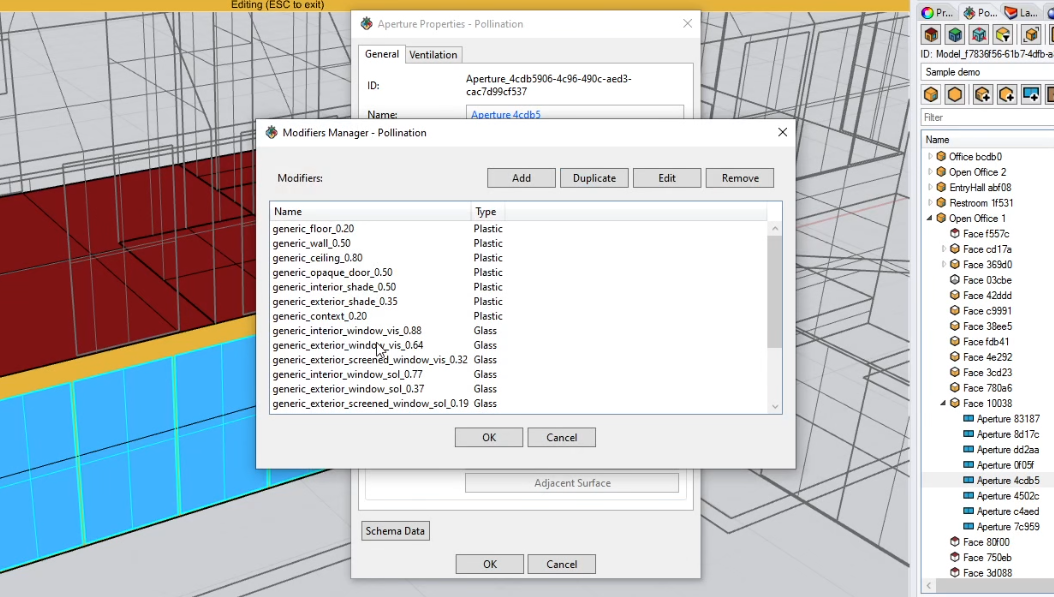 Editing (ESC to exit)
Aperture Properties - Pollination
General Ventilation
ID: Aperture_4cdb5906-4c96-490c-aed3-
cac7d99cf537
Name: Aperture 4cdb5
Modifiers Manager - Pollination
Modifiers: Add Duplicate Edit Remove
Name Type
generic_floor_0.20 Plastic
generic_wall_0.50 Plastic
generic_ceiling_0.80 Plastic
generic_opaque_door_0.50 Plastic
generic_interior_shade_0.50 Plastic
generic_exterior_shade_0.35 Plastic
generic_context_0.20 Plastic
generic_interior_window_vis_0.88 Glass
generic_exterior_window_vis_0.64 Glass
generic_exterior_screened_window_vis_0.32 Glass
generic_interior_window_sol_0.77 Glass
generic_exterior_window_sol_0.37 Glass
generic_exterior_screened_window_sol_0.19 Glass
OK Cancel
Adjacent Surface
Schema Data
OK Cancel
Pr... Po... La...
ID: Model_f7836f56-61b7-4dfb-a
Sample demo
Filter
Name
Office bcdb0
Open Office 2
EntryHall abf08
Restroom 1f531
Open Office 1
Face f557c
Face cd17a
Face 369d0
Face 03cbe
Face 42ddd
Face c9991
Face 38ee5
Face fdb41
Face 4e292
Face 3cd23
Face 780a6
Face 10038
Aperture 83187
Aperture 8d17c
Aperture dd2aa
Aperture 0f05f
Aperture 4cdb5
Aperture 4502c
Aperture c4aed
Aperture 7c959
Face 80f00
Face 750eb
Face 3d088